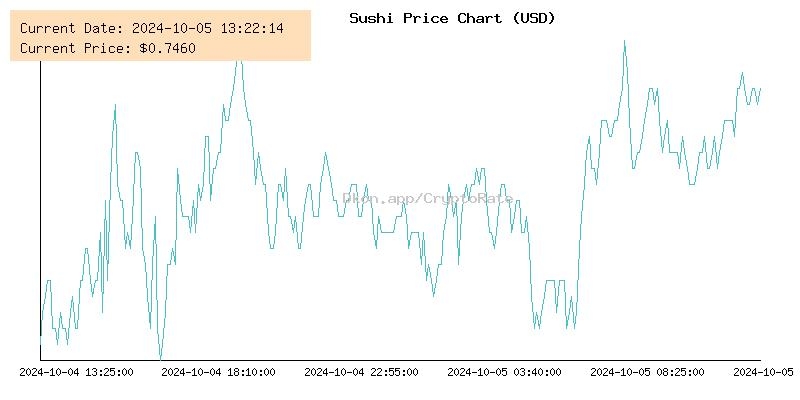 Sushi Price Chart (USD)
Current Date: 2024-10-05 13:22:14
Current Price: $0.7460
Dkon.app/CryptoRate
2024-10-04 13:25:00 2024-10-04 18:10:00 2024-10-04 22:55:00 2024-10-05 03:40:00 2024-10-05 08:25:00 2024-10-05